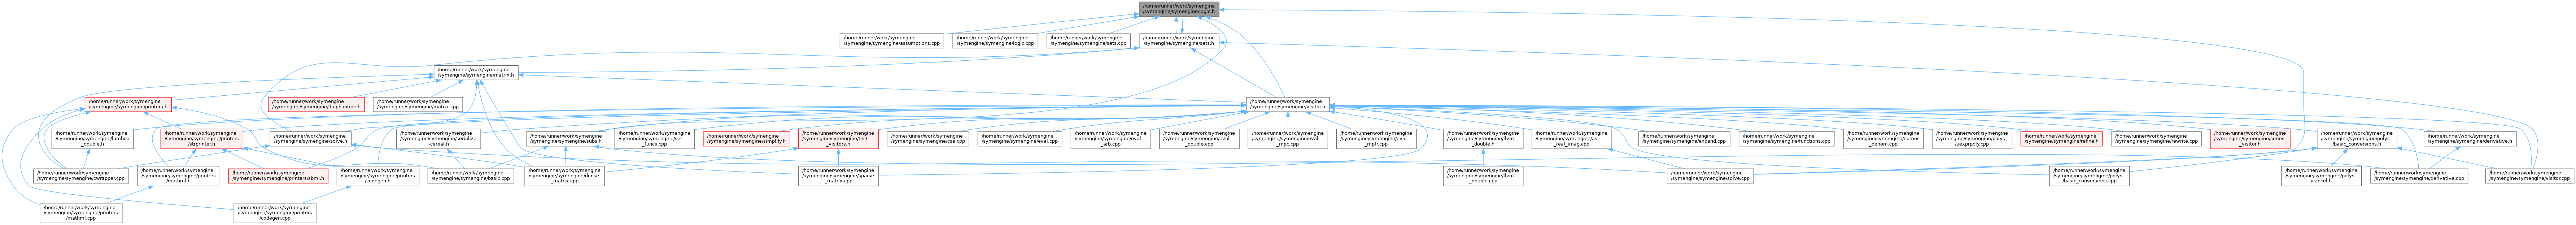 /home/runner/work/symengine
/symengine/symengine/logic.h
/home/runner/work/symengine
/symengine/symengine/assumptions.cpp
/home/runner/work/symengine
/symengine/symengine/logic.cpp
/home/runner/work/symengine
/symengine/symengine/sets.cpp
/home/runner/work/symengine
/symengine/symengine/sets.h
/home/runner/work/symengine
/symengine/symengine/matrix.h
/home/runner/work/symengine
/symengine/symengine/printers.h
/home/runner/work/symengine
/symengine/symengine/diophantine.h
/home/runner/work/symengine
/symengine/symengine/matrix.cpp
/home/runner/work/symengine
/symengine/symengine/visitor.h
/home/runner/work/symengine
/symengine/symengine/lambda
_double.h
/home/runner/work/symengine
/symengine/symengine/printers
/strprinter.h
/home/runner/work/symengine
/symengine/symengine/solve.h
/home/runner/work/symengine
/symengine/symengine/serialize
-cereal.h
/home/runner/work/symengine
/symengine/symengine/subs.h
/home/runner/work/symengine
/symengine/symengine/set
_funcs.cpp
/home/runner/work/symengine
/symengine/symengine/simplify.h
/home/runner/work/symengine
/symengine/symengine/test
_visitors.h
/home/runner/work/symengine
/symengine/symengine/cse.cpp
/home/runner/work/symengine
/symengine/symengine/eval.cpp
/home/runner/work/symengine
/symengine/symengine/eval
_arb.cpp
/home/runner/work/symengine
/symengine/symengine/eval
_double.cpp
/home/runner/work/symengine
/symengine/symengine/eval
_mpc.cpp
/home/runner/work/symengine
/symengine/symengine/eval
_mpfr.cpp
/home/runner/work/symengine
/symengine/symengine/llvm
_double.h
/home/runner/work/symengine
/symengine/symengine/as
_real_imag.cpp
/home/runner/work/symengine
/symengine/symengine/expand.cpp
/home/runner/work/symengine
/symengine/symengine/functions.cpp
/home/runner/work/symengine
/symengine/symengine/numer
_denom.cpp
/home/runner/work/symengine
/symengine/symengine/polys
/uexprpoly.cpp
/home/runner/work/symengine
/symengine/symengine/refine.h
/home/runner/work/symengine
/symengine/symengine/rewrite.cpp
/home/runner/work/symengine
/symengine/symengine/series
_visitor.h
/home/runner/work/symengine
/symengine/symengine/polys
/basic_conversions.h
/home/runner/work/symengine
/symengine/symengine/derivative.h
/home/runner/work/symengine
/symengine/symengine/cwrapper.cpp
/home/runner/work/symengine
/symengine/symengine/printers
/mathml.h
/home/runner/work/symengine
/symengine/symengine/printers/sbml.h
/home/runner/work/symengine
/symengine/symengine/printers
/codegen.h
/home/runner/work/symengine
/symengine/symengine/basic.cpp
/home/runner/work/symengine
/symengine/symengine/dense
_matrix.cpp
/home/runner/work/symengine
/symengine/symengine/sparse
_matrix.cpp
/home/runner/work/symengine
/symengine/symengine/llvm
_double.cpp
/home/runner/work/symengine
/symengine/symengine/solve.cpp
/home/runner/work/symengine
/symengine/symengine/polys
/basic_conversions.cpp
/home/runner/work/symengine
/symengine/symengine/polys
/cancel.h
/home/runner/work/symengine
/symengine/symengine/derivative.cpp
/home/runner/work/symengine
/symengine/symengine/visitor.cpp
/home/runner/work/symengine
/symengine/symengine/printers
/mathml.cpp
/home/runner/work/symengine
/symengine/symengine/printers
/codegen.cpp